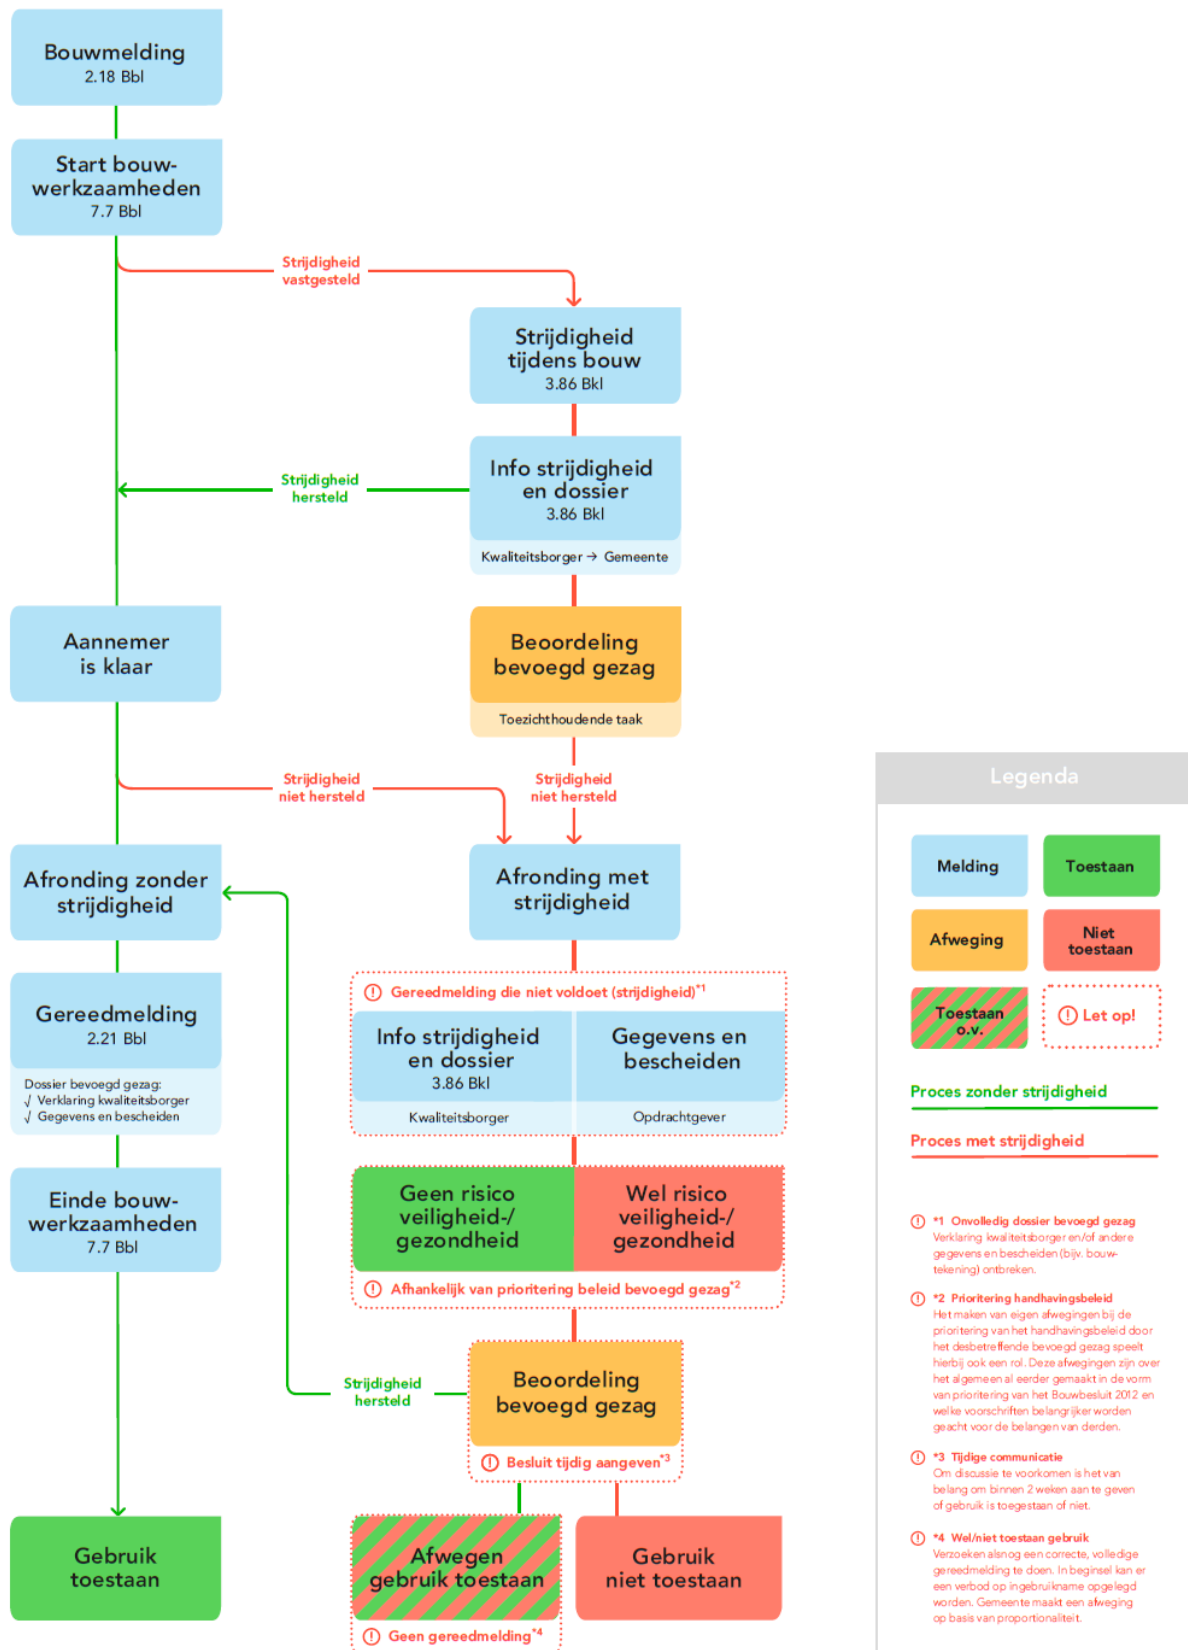 Bouwmelding
2.18 Bbl
Start bouw-
werkzaamheden
7.7 Bbl
Strijdigheid
vastgesteld
Strijdigheid
tijdens bouw
3.86 Bkl
Info strijdigheid
en dossier
3.86 Bkl
Kwaliteitsborger → Gemeente
Strijdigheid
hersteld
Aannemer
is klaar
Beoordeling
bevoegd gezag
Toezichthoudende taak
Strijdigheid
niet hersteld
Strijdigheid
niet hersteld
Afronding zonder
strijdigheid
Afronding met
strijdigheid
Gereedmelding
2.21 Bbl
Dossier bevoegd gezag:
√ Verklaring kwaliteitsborger
√ Gegevens en bescheiden
Gereedmelding die niet voldoet (strijdigheid)*1
Info strijdigheid
en dossier
3.86 Bkl
Kwaliteitsborger
Gegevens en
bescheiden
Opdrachtgever
Einde bouw-
werkzaamheden
7.7 Bbl
Geen risico
veiligheid-/
gezondheid
Wel risico
veiligheid-/
gezondheid
Afhankelijk van prioritering beleid bevoegd gezag*2
Beoordeling
bevoegd gezag
Besluit tijdig aangeven*3
Strijdigheid
hersteld
Gebruik
toestaan
Afwegen
gebruik toestaan
Geen gereedmelding*4
Gebruik
niet toestaan
Legenda
Melding
Toestaan
Afweging
Niet
toestaan
Toestaan
o.v.
! Let op!
Proces zonder strijdigheid
Proces met strijdigheid
*1 Onvolledig dossier bevoegd gezag
Verklaring kwaliteitsborger en/of andere
gegevens en bescheiden (bijv. bouw-
tekening) ontbreken.
*2 Prioritering handhavingsbeleid
Het maken van eigen afwegingen bij de
prioritering van het handhavingsbeleid door
het desbetreffende bevoegd gezag speelt
hierbij ook een rol. Deze afwegingen zijn over
het algemeen al eerder gemaakt in de vorm
van prioritering van het Bouwbesluit 2012 en
welke voorschriften belangrijker worden
geacht voor de belangen van derden.
*3 Tijdige communicatie
Om discussie te voorkomen is het van
belang om binnen 2 weken aan te geven
of gebruik is toegestaan of niet.
*4 Wel/niet toestaan gebruik
Verzoeken alsnog een correcte, volledige
gereedmelding te doen. In beginsel kan er
een verbod op ingebruikname opgelegd
worden. Gemeente maakt een afweging
op basis van proportionaliteit.